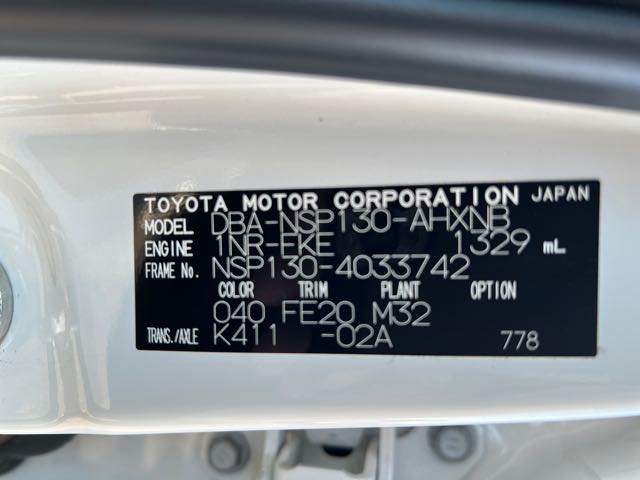 TOYOTA MOTOR CORPORATION JAPAN
MODEL DBA-NSP130-AHXNB
ENGINE 1NR-FKE 1329 mL
FRAME No. NSP130-4033742
COLOR TRIM PLANT OPTION
040 FE20 M32
TRANS./AXLE K411 -02A 778